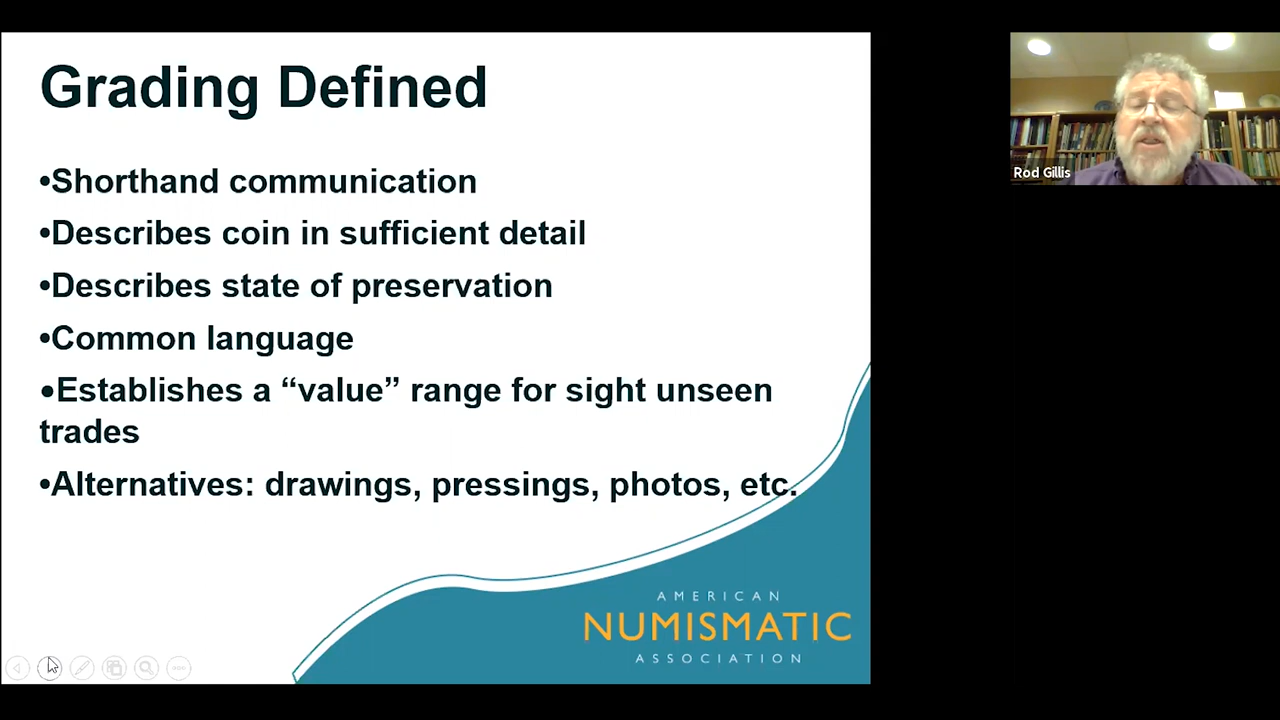 Grading Defined
•Shorthand communication
•Describes coin in sufficient detail
•Describes state of preservation
•Common language
•Establishes a “value” range for sight unseen
trades
•Alternatives: drawings, pressings, photos, etc.
AMERICAN
NUMISMATIC
ASSOCIATION
Rod Gillis